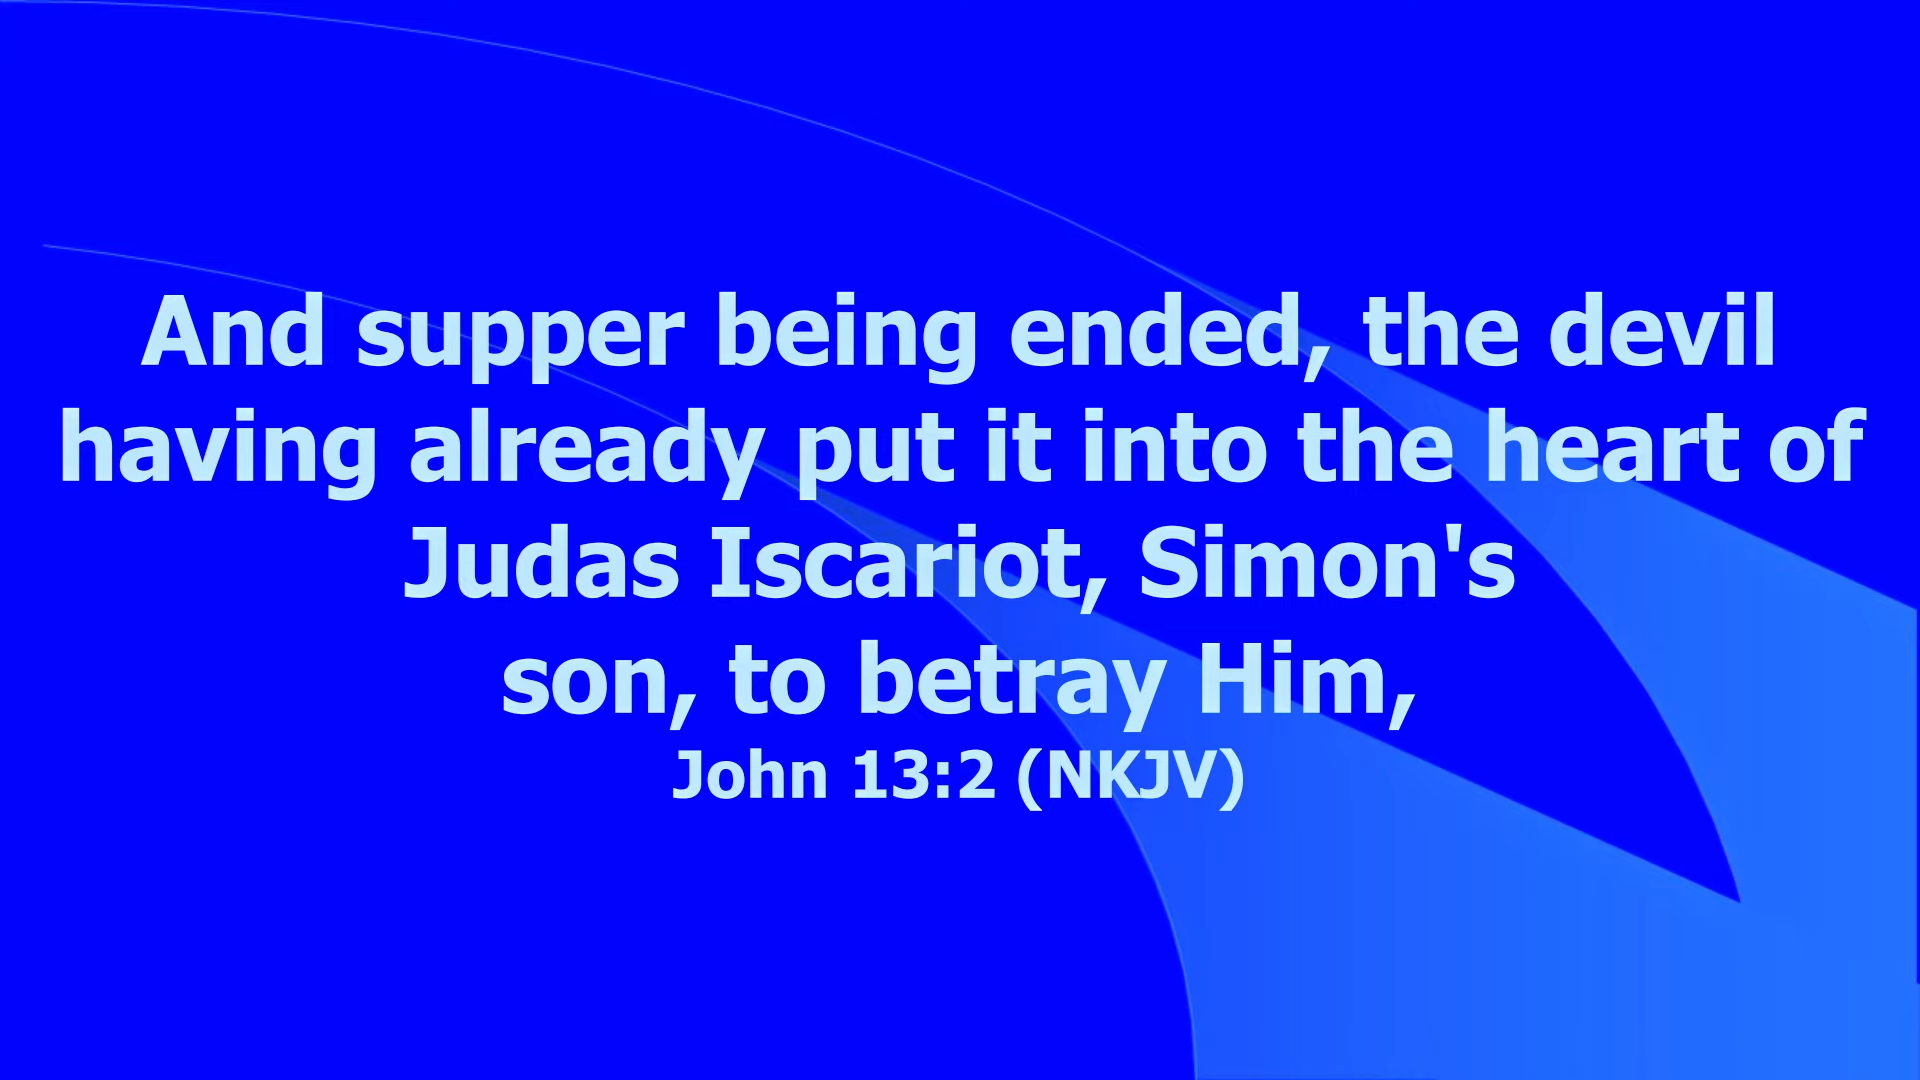 And supper being ended, the devil
having already put it into the heart of
Judas Iscariot, Simon's
son, to betray Him,
John 13:2 (NKJV)